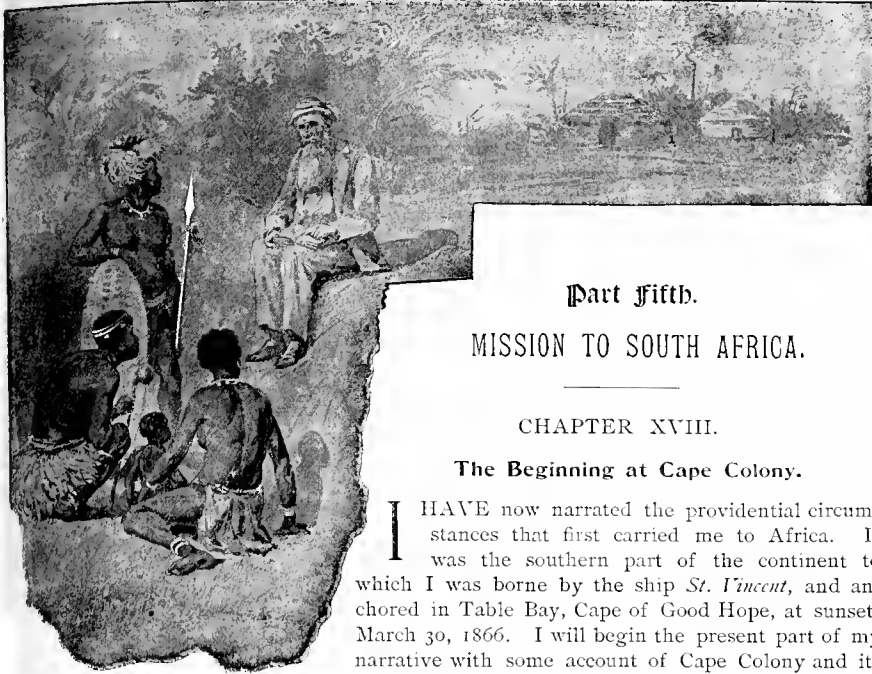 Part Fifth.
MISSION TO SOUTH AFRICA.
CHAPTER XVIII.
The Beginning at Cape Colony.
I HAVE now narrated the providential circum
stances that first carried me to Africa. I
was the southern part of the continent to
which I was borne by the ship St. Vincent, and an
chored in Table Bay, Cape of Good Hope, at sunset
March 30, 1866. I will begin the present part of my
narrative with some account of Cape Colony and it